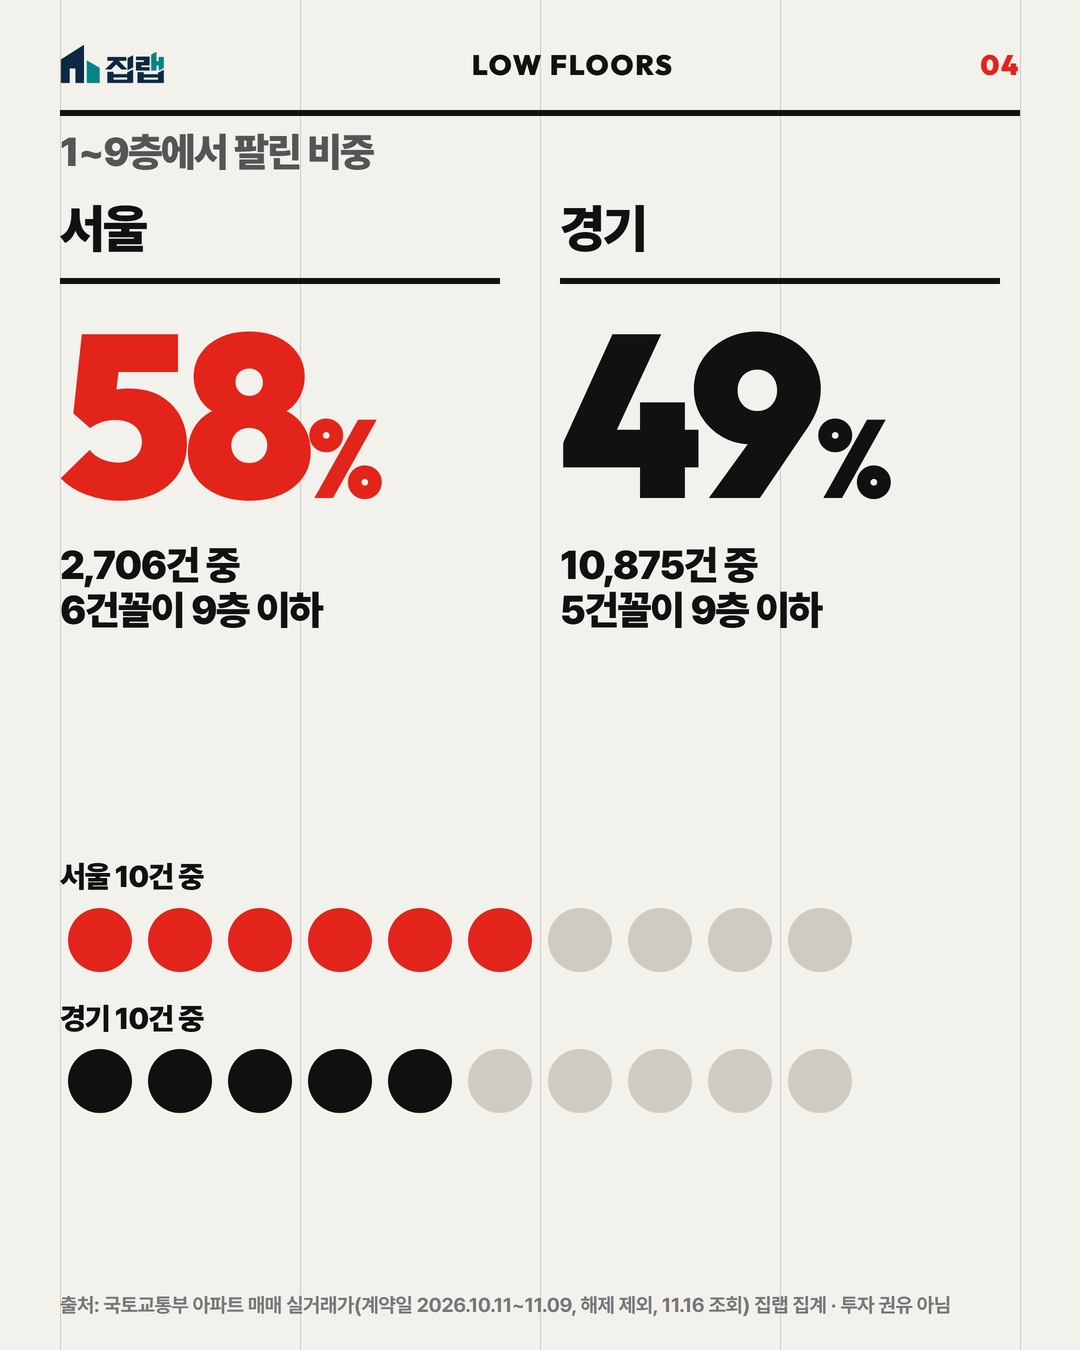 집랩
LOW FLOORS
04
1~9층에서 팔린 비중
서울
58%
2,706건 중
6건꼴이 9층 이하
경기
49%
10,875건 중
5건꼴이 9층 이하
서울 10건 중
경기 10건 중
출처: 국토교통부 아파트 매매 실거래가(계약일 2026.10.11~11.09, 해제 제외, 11.16 조회) 집랩 집계 · 투자 권유 아님